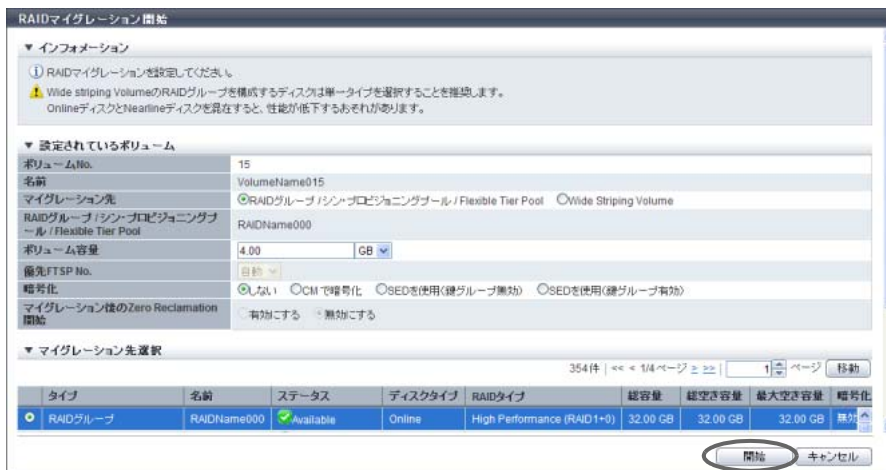 RAIDマイグレーション開始
▼ インフォメーション
RAIDマイグレーションを設定してください。
Wide striping VolumeのRAIDグループを構成するディスクは単一タイプを選択することを推奨します。
OnlineディスクとNearlineディスクを混在すると、性能が低下するおそれがあります。
▼ 設定されているボリューム
ボリュームNo. 15
名前 VolumeName015
マイグレーション先 RAIDグループ / シン・プロビジョニングプール / Flexible Tier Pool Wide Striping Volume
RAIDグループ / シン・プロビジョニングプ
ール / Flexible Tier Pool RAIDName000
ボリューム容量 4.00 GB
優先FTSP No. 自動
暗号化 しない CMで暗号化 SEDを使用(鍵グループ無効) SEDを使用(鍵グループ有効)
マイグレーション後のZero Reclamation
開始 有効にする 無効にする
▼ マイグレーション先選択
354件 | << < 1/4ページ > >> | 1 ページ 移動
タイプ 名前 ステータス ディスクタイプ RAIDタイプ 総容量 総空き容量 最大空き容量 暗号化
RAIDグループ RAIDName000 Available Online High Performance (RAID1+0) 32.00 GB 32.00 GB 32.00 GB 無効
開始 キャンセル